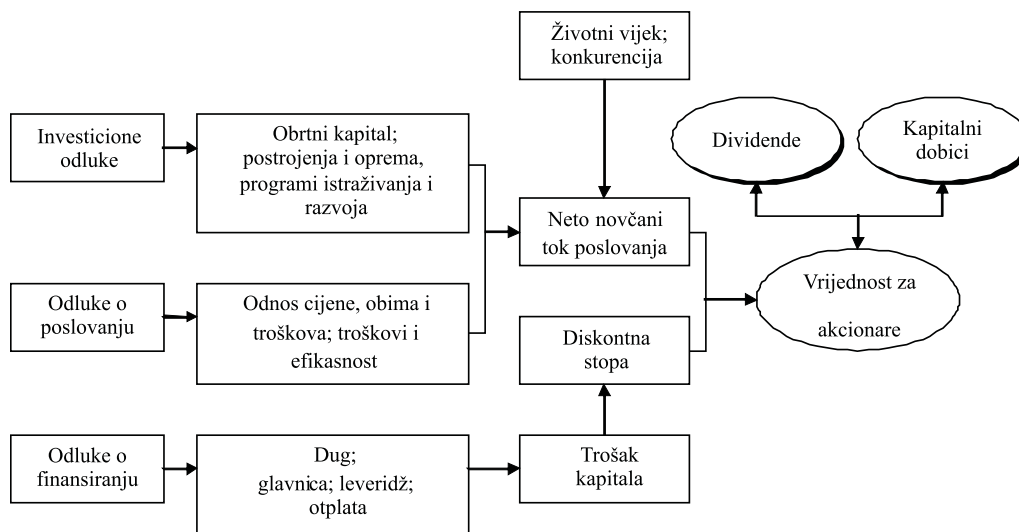 Životni vijek;
konkurencija
Investicione
odluke
Obrtni kapital;
postrojenja i oprema,
programi istraživanja i
razvoja
Dividende
Kapitalni
dobici
Neto novčani
tok poslovanja
Odluke o
poslovanju
Odnos cijene, obima i
troškova; troškovi i
efikasnost
Vrijednost za
akcionare
Diskontna
stopa
Odluke o
finansiranju
Dug;
glavnica; leveridž;
otplata
Trošak
kapitala